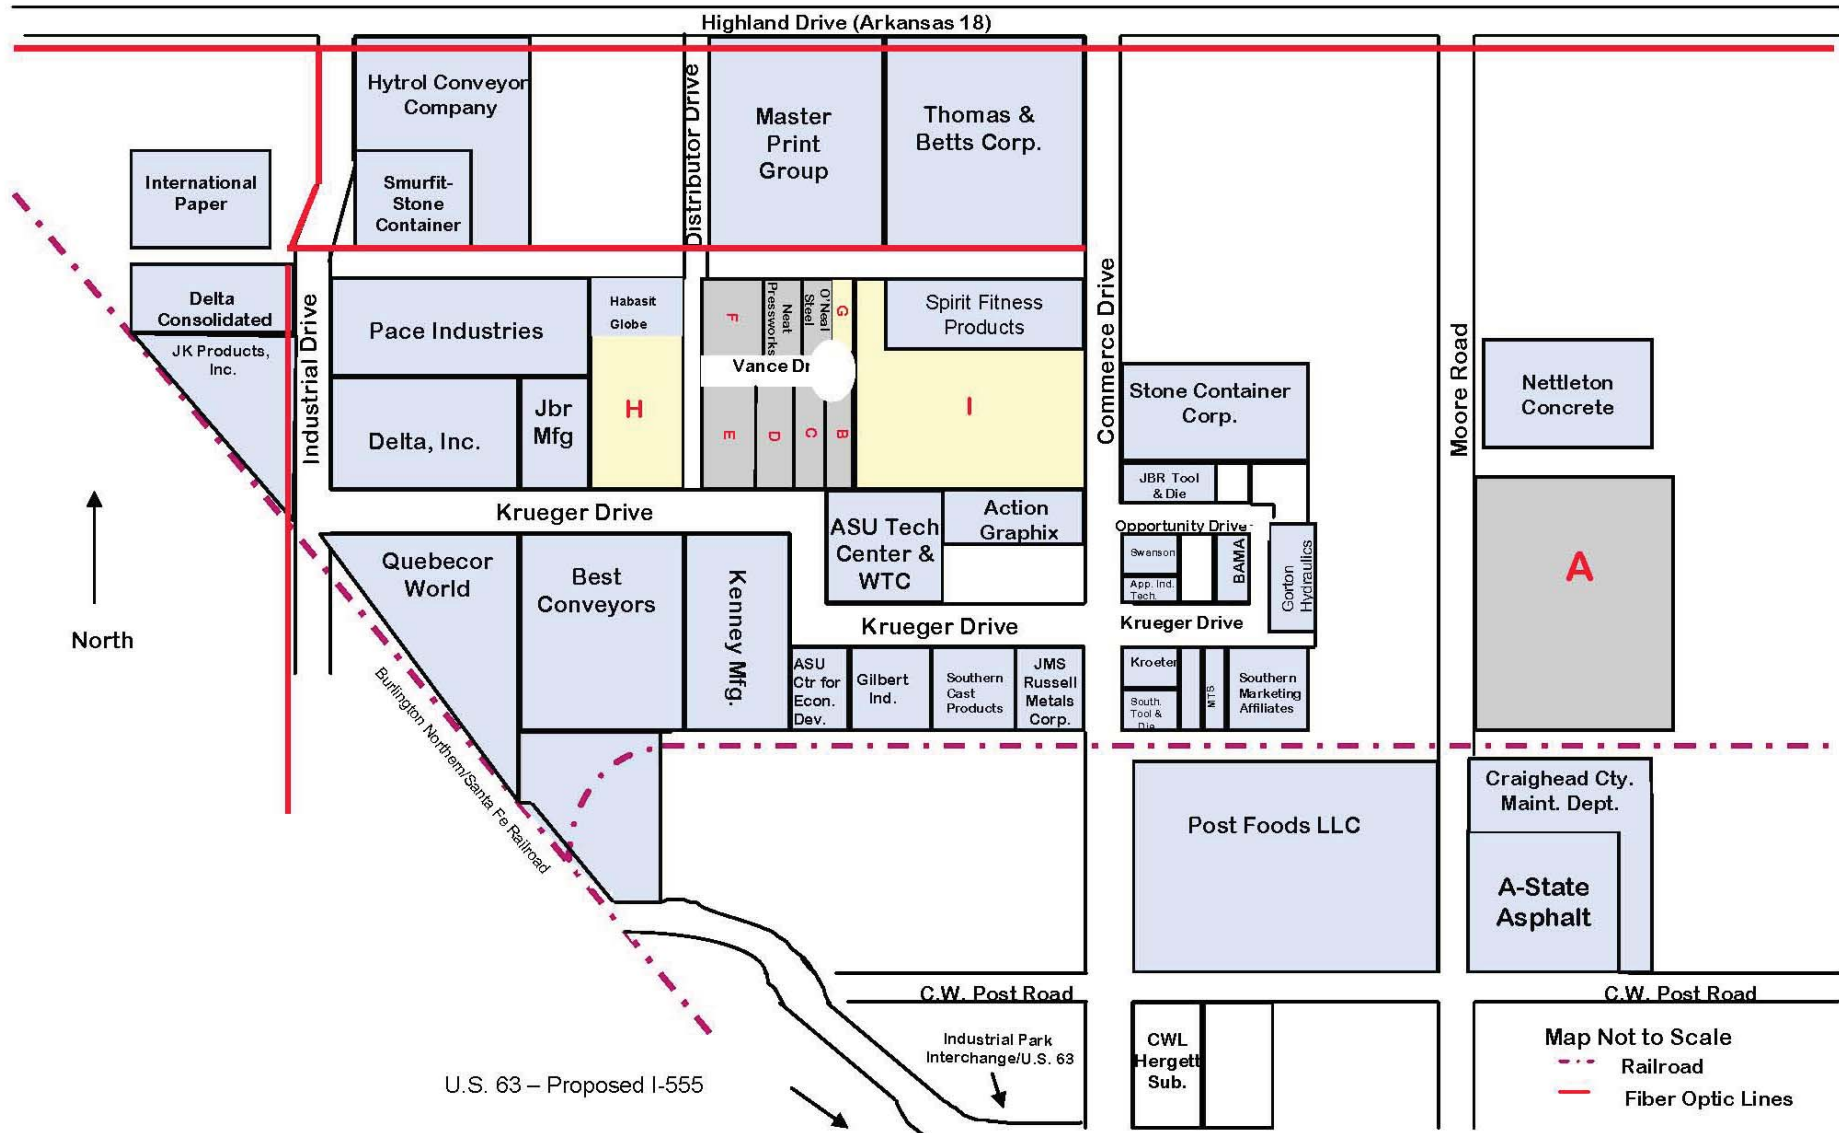 Highland Drive (Arkansas 18)
Hytrol Conveyor
Company
Distributor Drive
Master
Print
Group
Thomas &
Betts Corp.
International
Paper
Smurfit-
Stone
Container
Delta
Consolidated
JK Products,
Inc.
Industrial Drive
Pace Industries
Habasit
Globe
F
Neat
Pressworks
O'Neal
Steel
G
Spirit Fitness
Products
Commerce Drive
Moore Road
Vance Dr
Delta, Inc.
Jbr
Mfg
H
E
D
C
B
I
Stone Container
Corp.
Nettleton
Concrete
JBR Tool
& Die
Krueger Drive
ASU Tech
Center &
WTC
Action
Graphix
Opportunity Drive
Swanson
App. Ind.
Tech.
BAMA
Gorton
Hydraulics
A
North
Quebecor
World
Best
Conveyors
Kenney Mfg.
Krueger Drive
Krueger Drive
ASU
Ctr for
Econ.
Dev.
Gilbert
Ind.
Southern
Cast
Products
JMS
Russell
Metals
Corp.
Kroeter
South.
Tool &
Die
MTS
Southern
Marketing
Affiliates
Burlington Northern/Santa Fe Railroad
Post Foods LLC
Craighead Cty.
Maint. Dept.
A-State
Asphalt
C.W. Post Road
C.W. Post Road
Industrial Park
Interchange/U.S. 63
CWL
Hergett
Sub.
U.S. 63 – Proposed I-555
Map Not to Scale
Railroad
Fiber Optic Lines